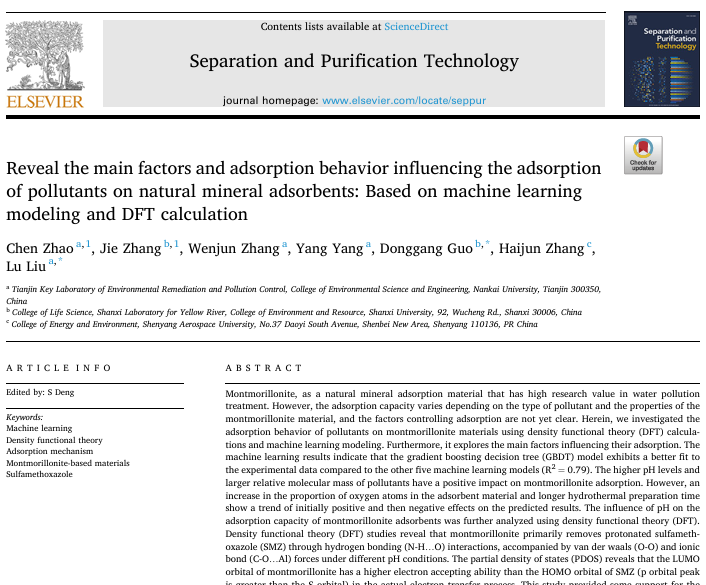 Contents lists available at ScienceDirect
Separation and Purification Technology
journal homepage: www.elsevier.com/locate/seppur
ELSEVIER
Separation and
Purification
Technology
Check for
updates
Reveal the main factors and adsorption behavior influencing the adsorption
of pollutants on natural mineral adsorbents: Based on machine learning
modeling and DFT calculation
Chen Zhao a,1, Jie Zhang b,1, Wenjun Zhang a, Yang Yang a, Donggang Guo b,*, Haijun Zhang c,
Lu Liu a,*
a Tianjin Key Laboratory of Environmental Remediation and Pollution Control, College of Environmental Science and Engineering, Nankai University, Tianjin 300350,
China
b College of Life Science, Shanxi Laboratory for Yellow River, College of Environment and Resource, Shanxi University, 92, Wucheng Rd., Shanxi 30006, China
c College of Energy and Environment, Shenyang Aerospace University, No.37 Daoyi South Avenue, Shenbei New Area, Shenyang 110136, PR China
ARTICLE INFO
Edited by: S Deng
Keywords:
Machine learning
Density functional theory
Adsorption mechanism
Montmorillonite-based materials
Sulfamethoxazole
ABSTRACT
Montmorillonite, as a natural mineral adsorption material that has high research value in water pollution
treatment. However, the adsorption capacity varies depending on the type of pollutant and the properties of the
montmorillonite material, and the factors controlling adsorption are not yet clear. Herein, we investigated the
adsorption behavior of pollutants on montmorillonite materials using density functional theory (DFT) calcula-
tions and machine learning modeling. Furthermore, it explores the main factors influencing their adsorption. The
machine learning results indicate that the gradient boosting decision tree (GBDT) model exhibits a better fit to
the experimental data compared to the other five machine learning models (R2 = 0.79). The higher pH levels and
larger relative molecular mass of pollutants have a positive impact on montmorillonite adsorption. However, an
increase in the proportion of oxygen atoms in the adsorbent material and longer hydrothermal preparation time
show a trend of initially positive and then negative effects on the predicted results. The influence of pH on the
adsorption capacity of montmorillonite adsorbents was further analyzed using density functional theory (DFT).
Density functional theory (DFT) studies reveal that montmorillonite primarily removes protonated sulfameth-
oxazole (SMZ) through hydrogen bonding (N-H…O) interactions, accompanied by van der waals (O-O) and ionic
bond (C-O…Al) forces under different pH conditions. The partial density of states (PDOS) reveals that the LUMO
orbital of montmorillonite has a higher electron accepting ability than the HOMO orbital of SMZ (p orbital peak
is greater than the S orbital) in the actual electron transfer process. This study provided some support for the